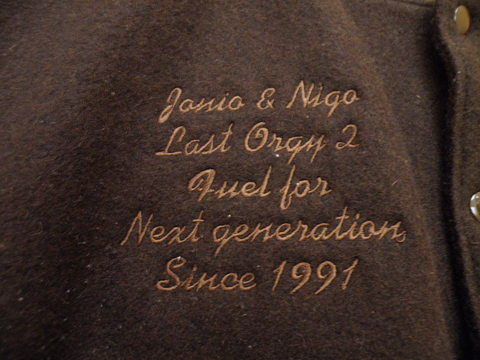 Jonio & Nigo
Last Orgy 2
Fuel for
Next generation,
Since 1991